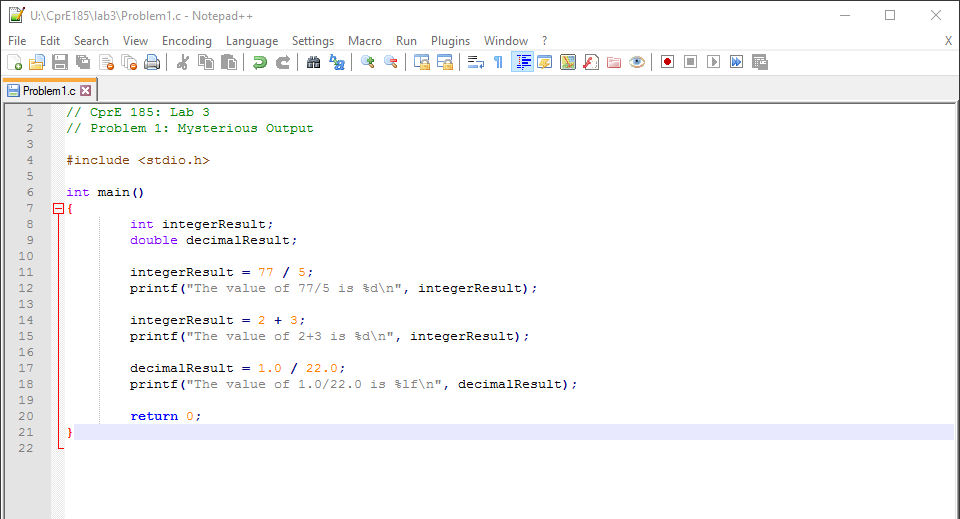 U:\CprE185\lab3\Problem1.c - Notepad++
File Edit Search View Encoding Language Settings Macro Run Plugins Window ? X
Problem1.c
1 // CprE 185: Lab 3
2 // Problem 1: Mysterious Output
3
4 #include <stdio.h>
5
6 int main()
7 {
8 int integerResult;
9 double decimalResult;
10
11 integerResult = 77 / 5;
12 printf("The value of 77/5 is %d\n", integerResult);
13
14 integerResult = 2 + 3;
15 printf("The value of 2+3 is %d\n", integerResult);
16
17 decimalResult = 1.0 / 22.0;
18 printf("The value of 1.0/22.0 is %lf\n", decimalResult);
19
20 return 0;
21 }
22